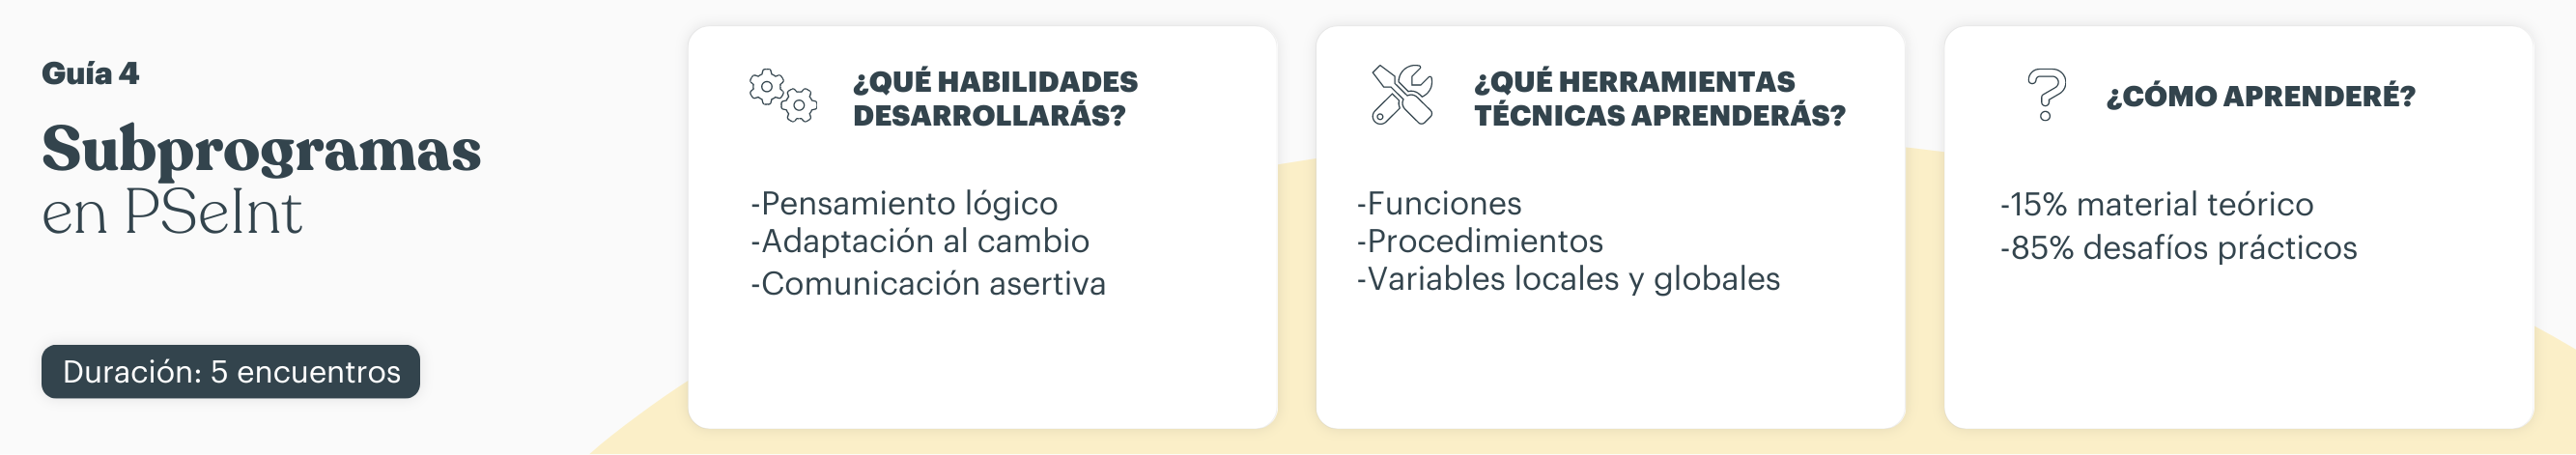 Guía 4
Subprogramas
en PSeInt
Duración: 5 encuentros
¿QUÉ HABILIDADES
DESARROLLARÁS?
-Pensamiento lógico
-Adaptación al cambio
-Comunicación asertiva
¿QUÉ HERRAMIENTAS
TÉCNICAS APRENDERÁS?
-Funciones
-Procedimientos
-Variables locales y globales
¿CÓMO APRENDERÉ?
-15% material teórico
-85% desafíos prácticos